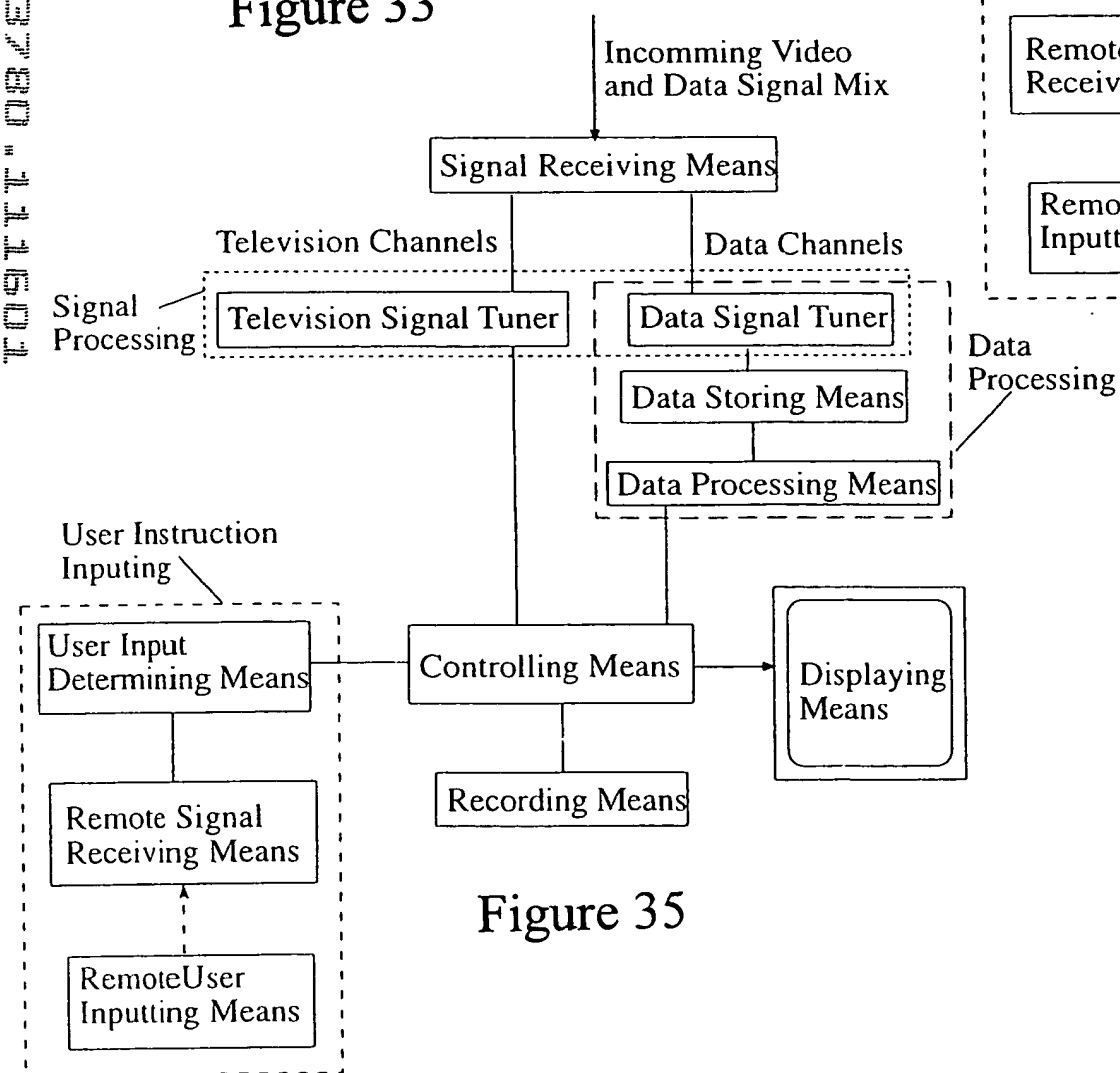 Figure 33
Incomming Video
and Data Signal Mix
Signal Receiving Means
Television Channels
Data Channels
Signal
Processing
Television Signal Tuner
Data Signal Tuner
Data
Processing
Data Storing Means
Data Processing Means
User Instruction
Inputing
User Input
Determining Means
Controlling Means
Displaying
Means
Recording Means
Remote Signal
Receiving Means
RemoteUser
Inputting Means
Figure 35